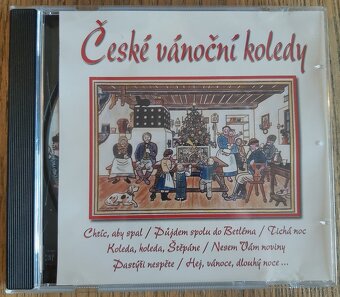 České vánoční koledy
Chtíc, aby spal / Půjdem spolu do Betléma / Tichá noc
Koleda, koleda, Štěpáne / Nesem Vám noviny
Pastýři nespěte / Hej, vánoce, dlouhý noce ...